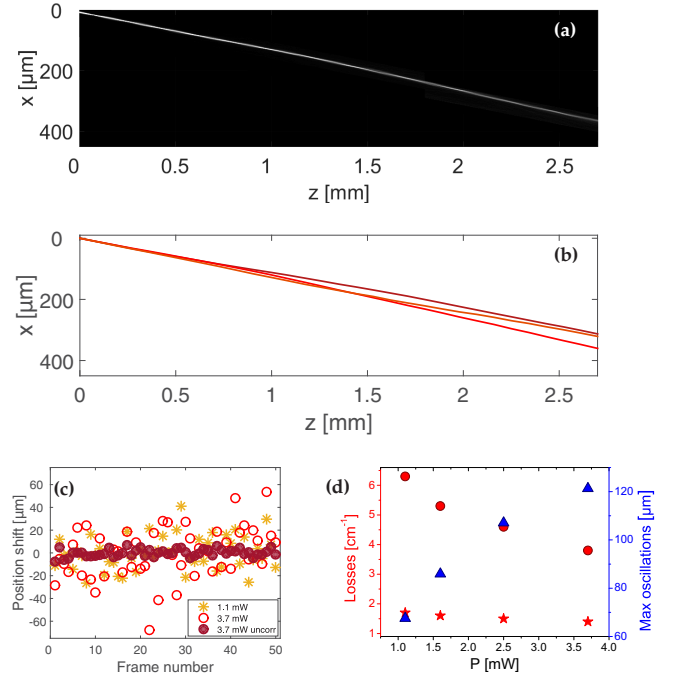 (a)
0
200
400
x [µm]
0 0.5 1 1.5 2 2.5
z [mm]
(b)
0
200
400
x [µm]
0 0.5 1 1.5 2 2.5
z [mm]
(c)
60
40
20
0
-20
-40
-60
Position shift [µm]
1.1 mW
3.7 mW
3.7 mW uncorr
0 10 20 30 40 50
Frame number
(d)
6
5
4
3
2
1
Losses [cm⁻¹]
120
100
80
60
Max oscillations [µm]
1.0 1.5 2.0 2.5 3.0 3.5 4.0
P [mW]